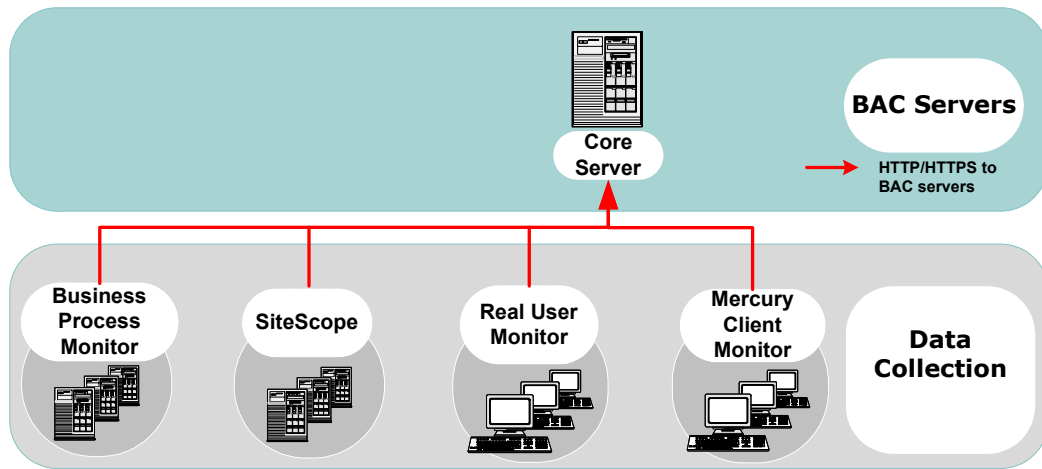 Core
Server
BAC Servers
HTTP/HTTPS to
BAC servers
Business
Process
Monitor
SiteScope
Real User
Monitor
Mercury
Client
Monitor
Data
Collection